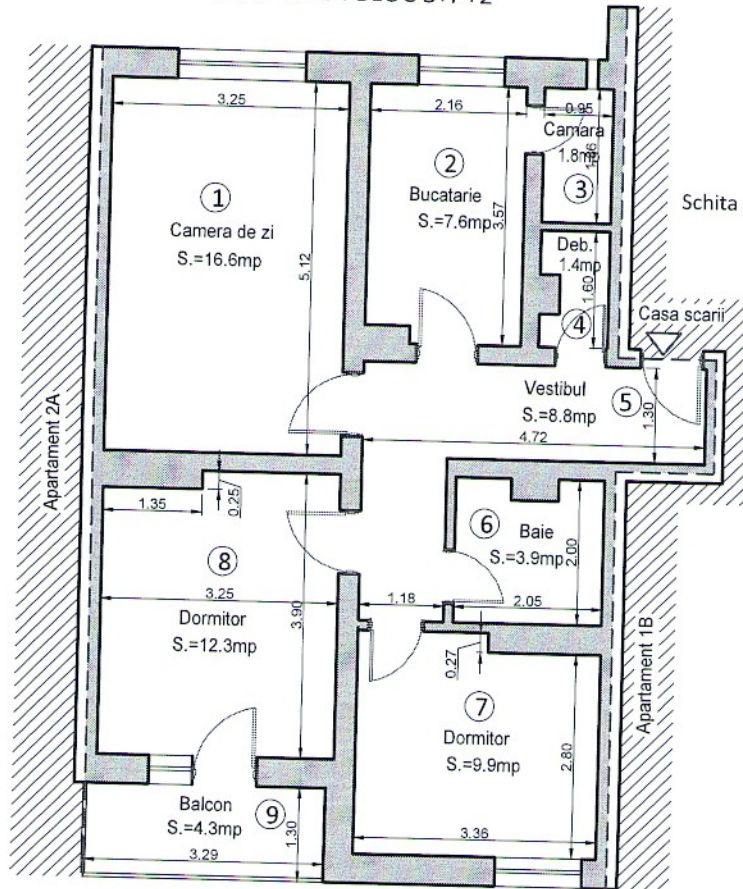 3.25
2.16
0.95
Camara
1.8mp
3
1
Camera de zi
S.=16.6mp
5.12
2
Bucatarie
S.=7.6mp
3.57
Schita
Deb.
1.4mp
1.60
4
Casa scarii
Vestibul
S.=8.8mp
5
1.30
4.72
Apartament 2A
1.35
0.25
8
3.25
Dormitor
S.=12.3mp
3.90
6
Baie
S.=3.9mp
2.00
1.18
2.05
0.27
7
Dormitor
S.=9.9mp
2.80
3.36
Apartament 1B
Balcon
S.=4.3mp
9
1.30
3.29